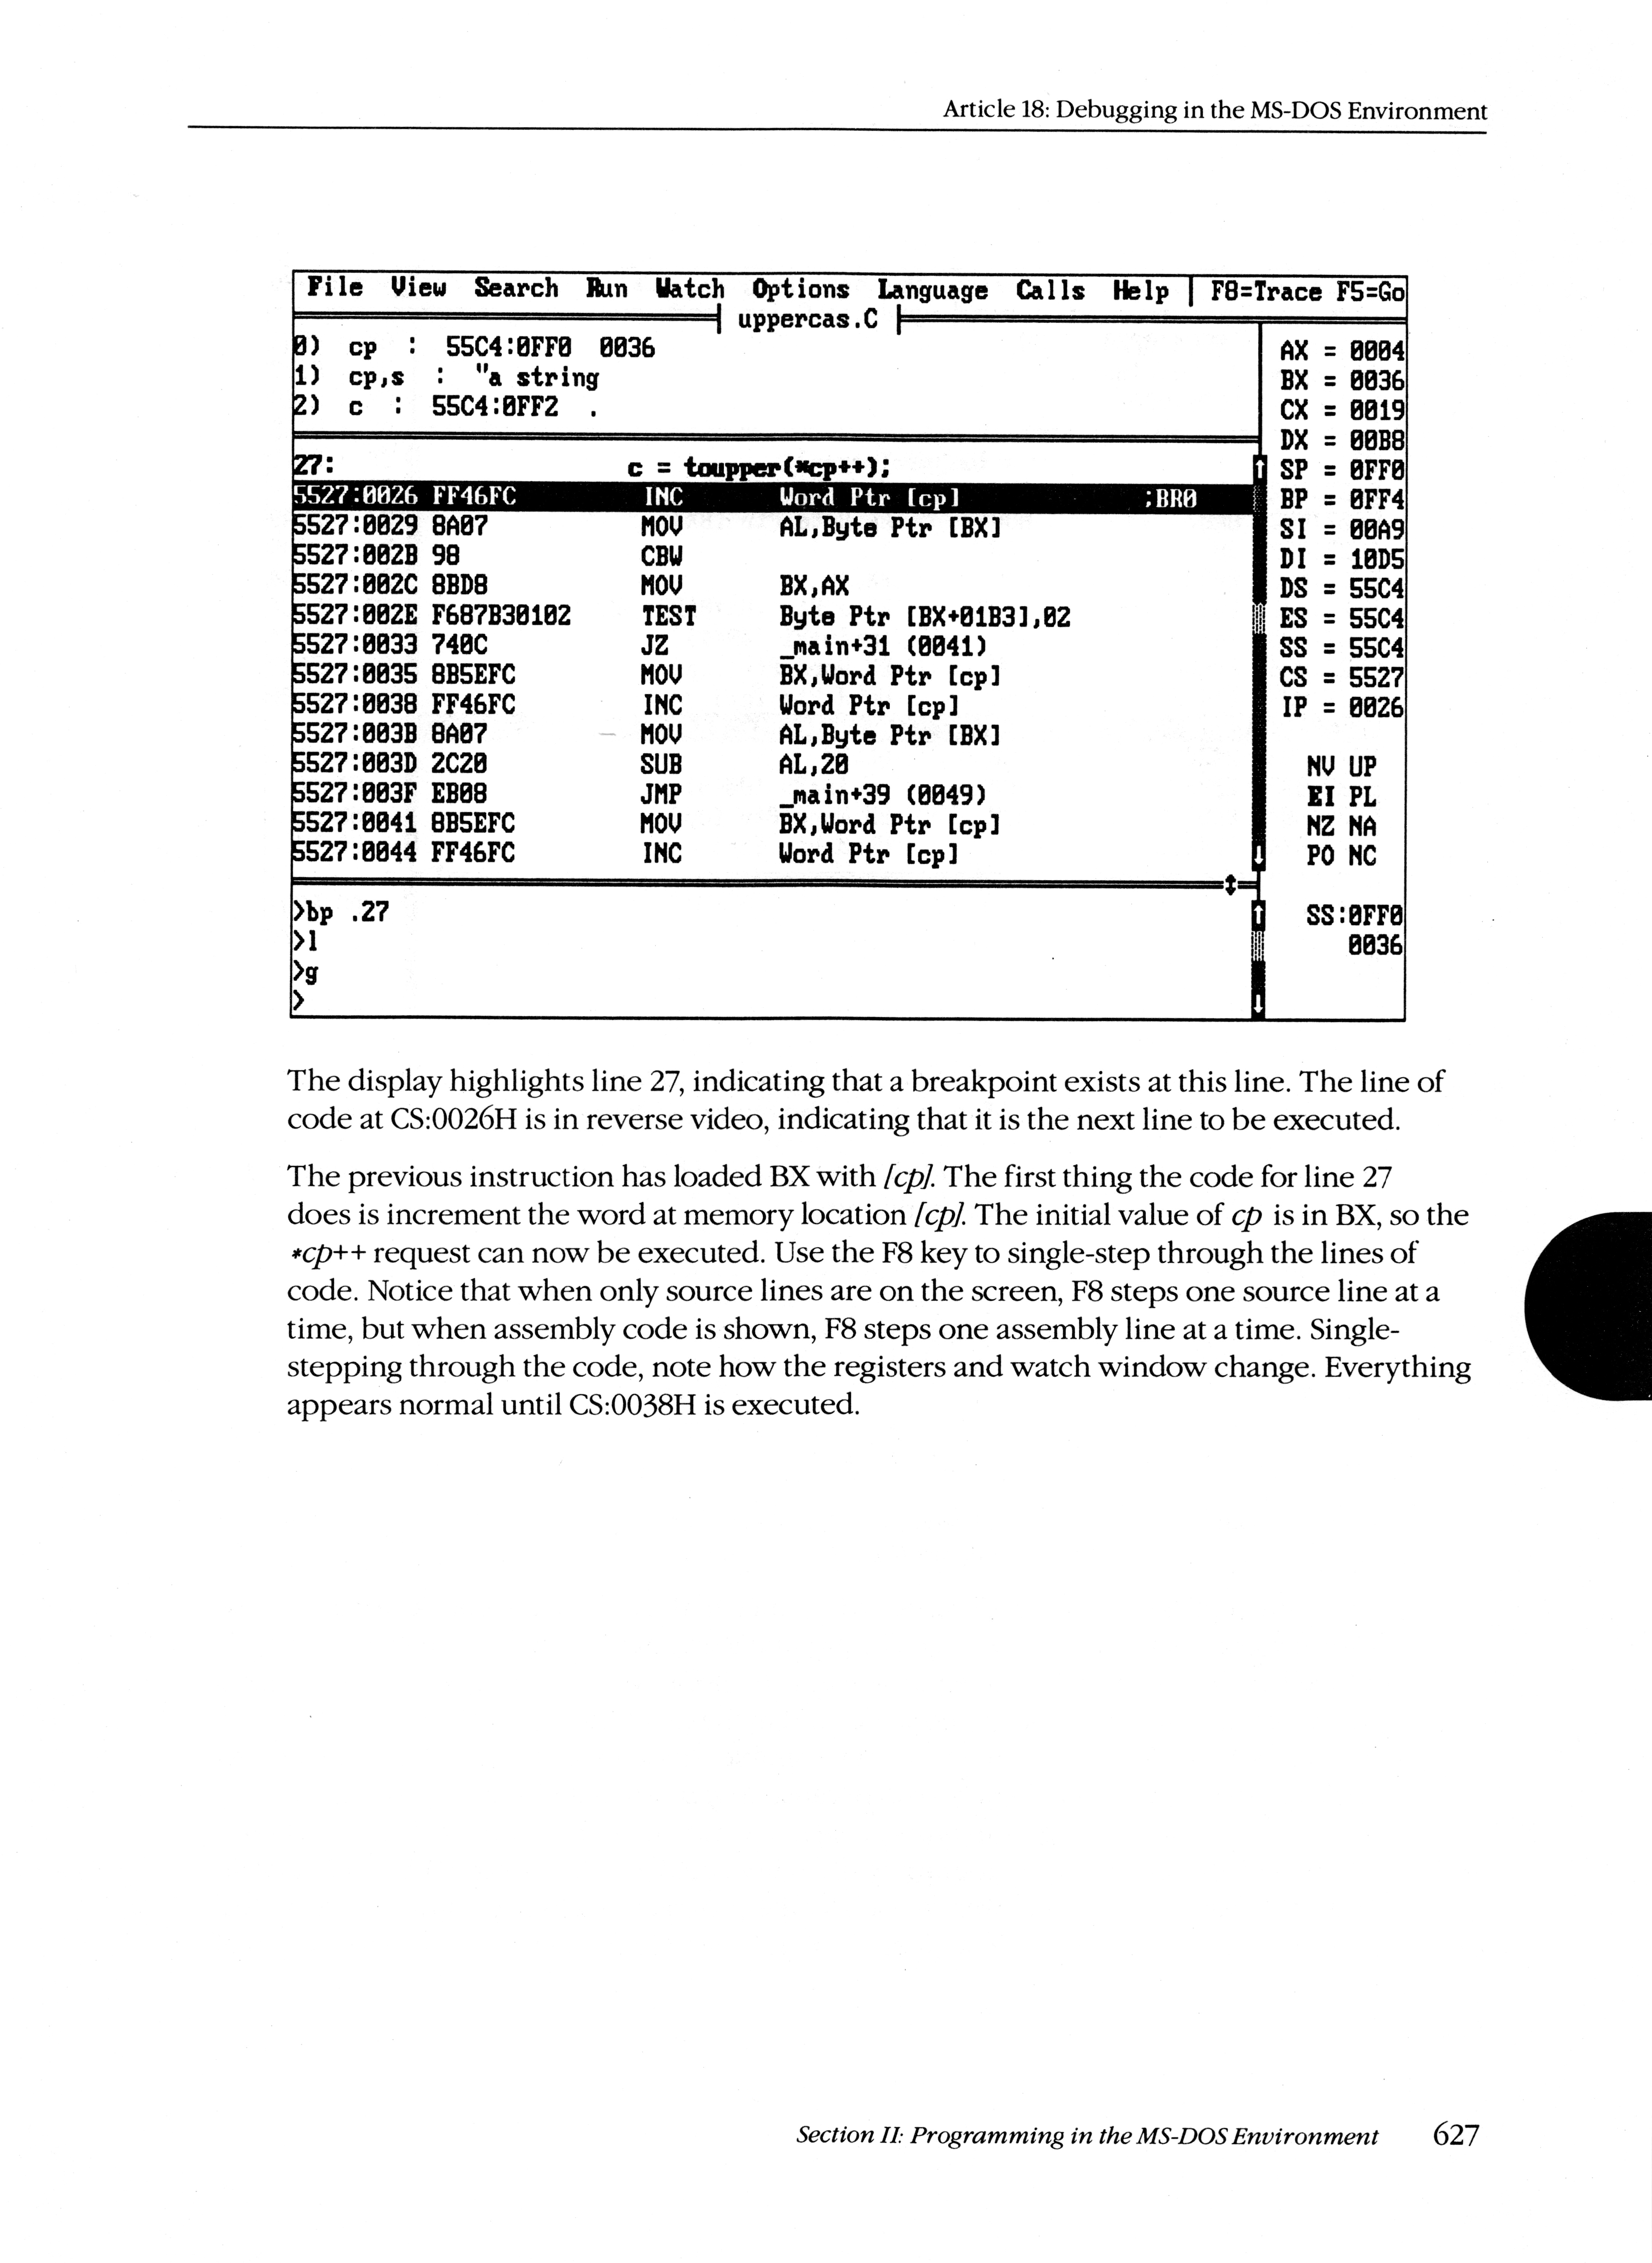 Article 18: Debugging in the MS-DOS Environment
File View Search Run Watch Options Language Calls Help | F8=Trace F5=Go
uppercas.C
0) cp : 55C4:0FF0 0036
1) cp,s : "a string
2) c : 55C4:0FF2 .
27: c = toupper(*cp++);
5527:0026 FF46FC INC Word Ptr [cp] ;BR0
5527:0029 8A07 MOV AL,Byte Ptr [BX]
5527:002B 98 CBW
5527:002C 8BD8 MOV BX,AX
5527:002E F687B30102 TEST Byte Ptr [BX+01B3],02
5527:0033 740C JZ _main+31 (0041)
5527:0035 8B5EFC MOV BX,Word Ptr [cp]
5527:0038 FF46FC INC Word Ptr [cp]
5527:003B 8A07 MOV AL,Byte Ptr [BX]
5527:003D 2C20 SUB AL,20
5527:003F EB08 JMP _main+39 (0049)
5527:0041 8B5EFC MOV BX,Word Ptr [cp]
5527:0044 FF46FC INC Word Ptr [cp]
>bp .27
>l
>g
>
AX = 0004
BX = 0036
CX = 0019
DX = 00B8
SP = 0FF0
BP = 0FF4
SI = 00A9
DI = 10D5
DS = 55C4
ES = 55C4
SS = 55C4
CS = 5527
IP = 0026
NV UP
EI PL
NZ NA
PO NC
SS:0FF0
0036
The display highlights line 27, indicating that a breakpoint exists at this line. The line of
code at CS:0026H is in reverse video, indicating that it is the next line to be executed.
The previous instruction has loaded BX with [cp]. The first thing the code for line 27
does is increment the word at memory location [cp]. The initial value of cp is in BX, so the
*cp++ request can now be executed. Use the F8 key to single-step through the lines of
code. Notice that when only source lines are on the screen, F8 steps one source line at a
time, but when assembly code is shown, F8 steps one assembly line at a time. Single-
stepping through the code, note how the registers and watch window change. Everything
appears normal until CS:0038H is executed.
Section II: Programming in the MS-DOS Environment 627